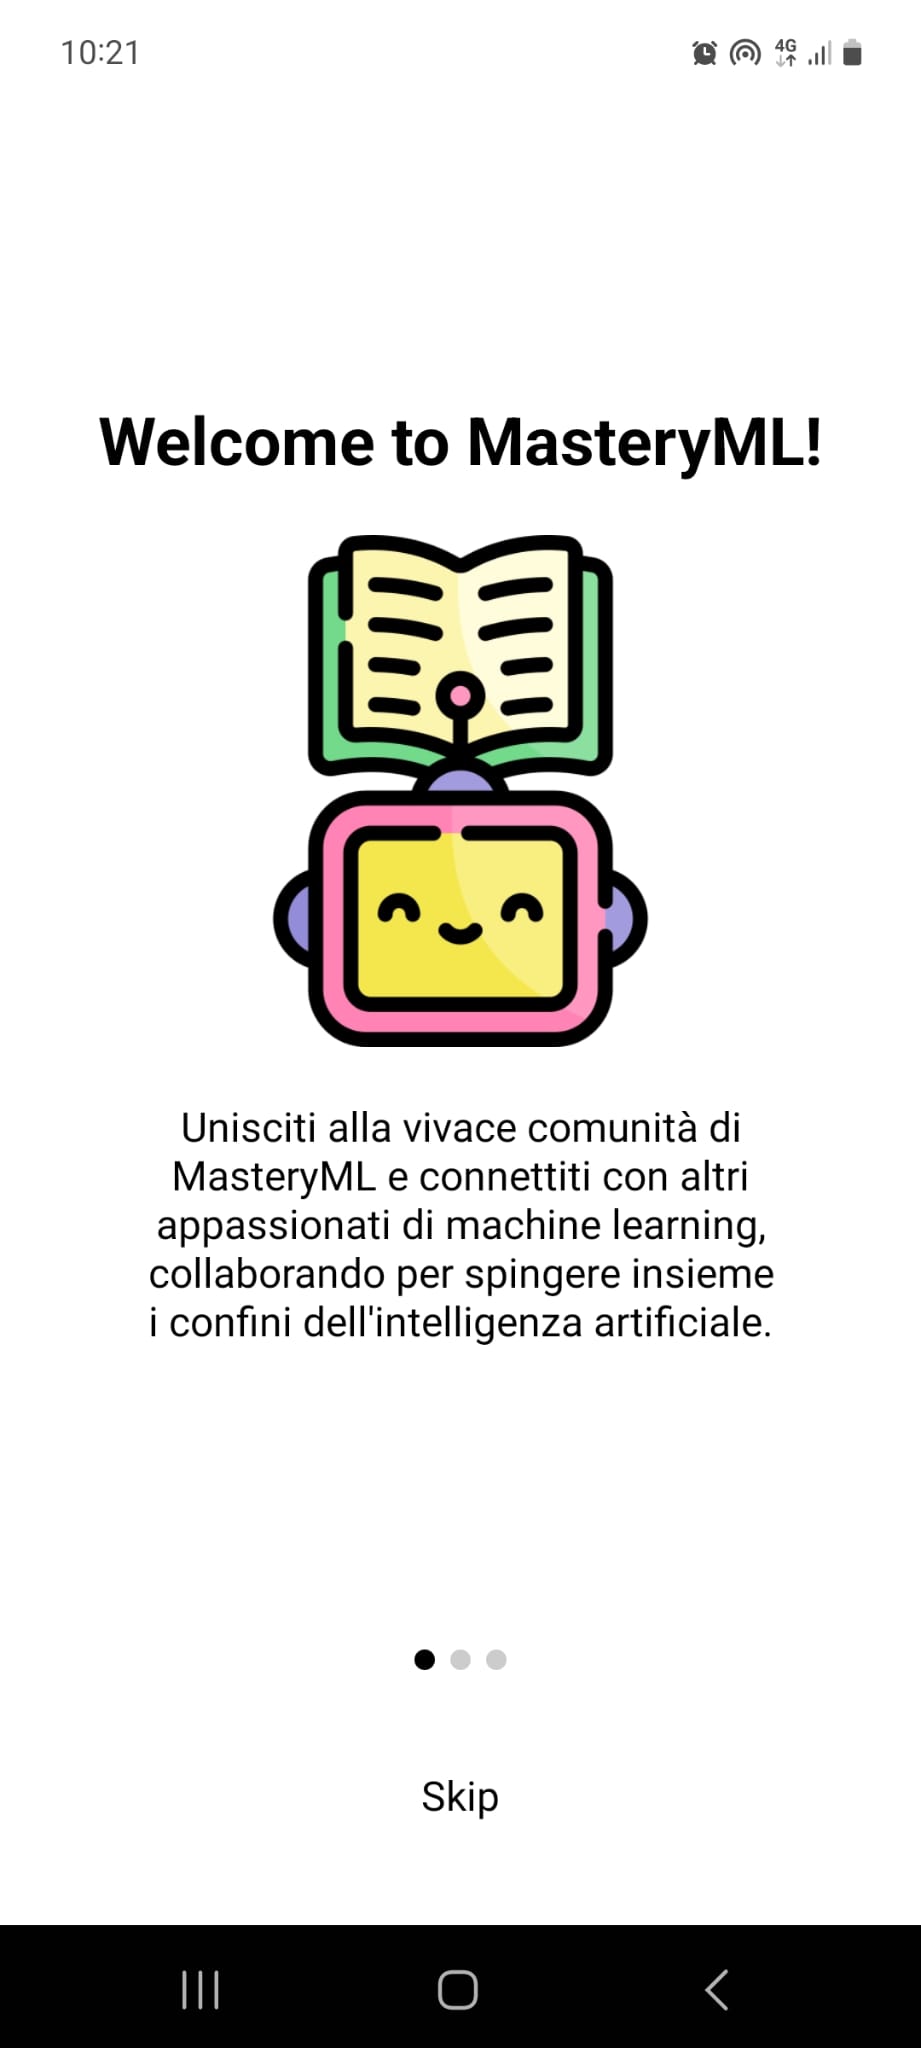 10:21
4G
Welcome to MasteryML!
Unisciti alla vivace comunità di
MasteryML e connettiti con altri
appassionati di machine learning,
collaborando per spingere insieme
i confini dell'intelligenza artificiale.
Skip